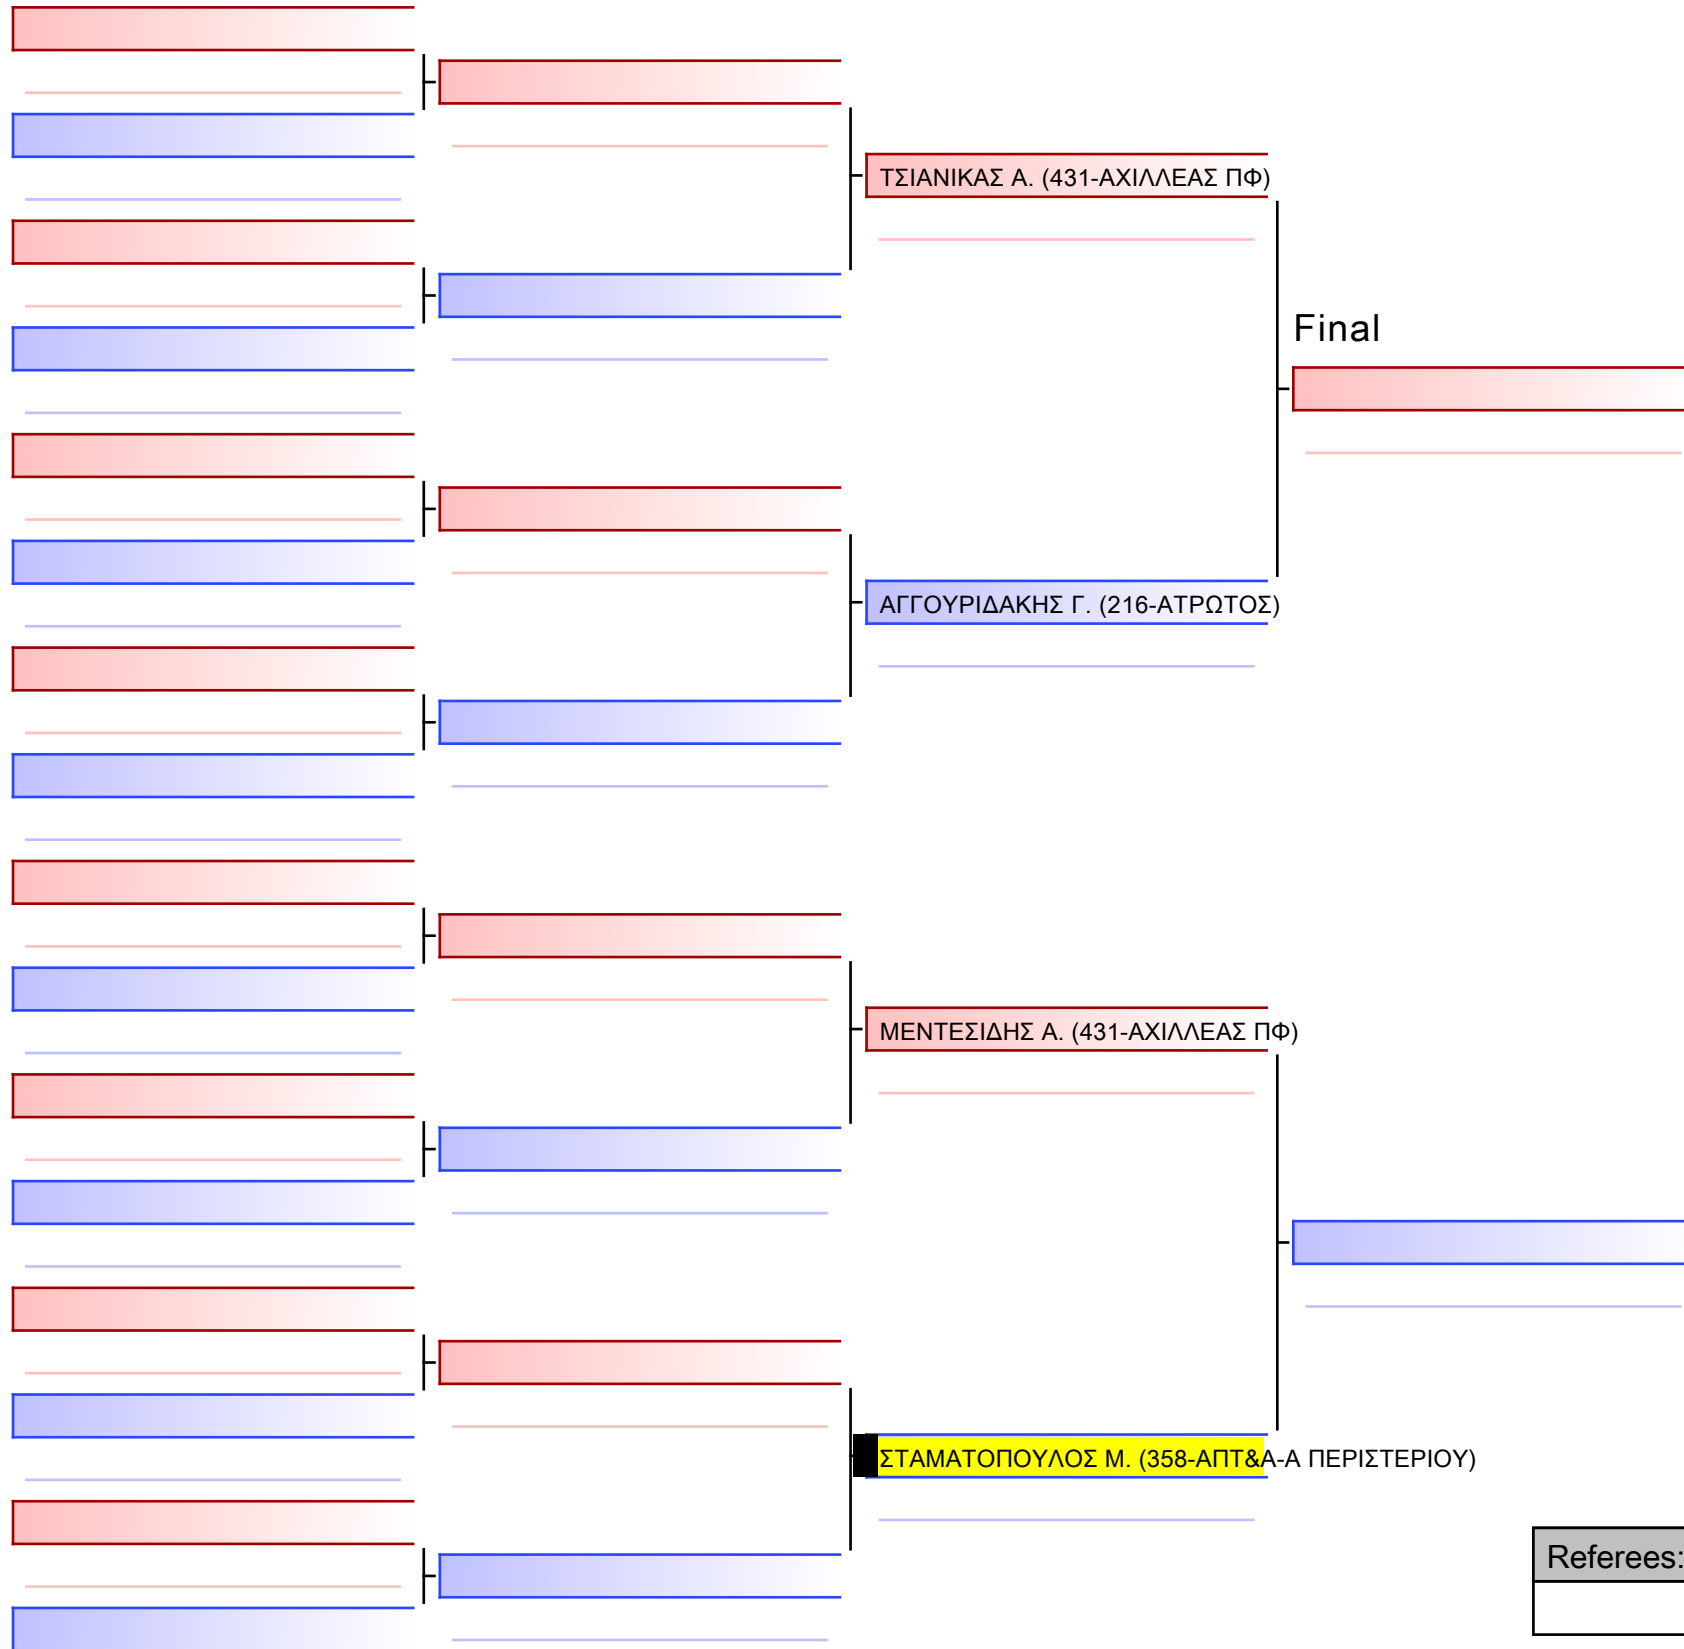 ΤΣΙΑΝΙΚΑΣ Α. (431-ΑΧΙΛΛΕΑΣ ΠΦ)
Final
ΑΓΓΟΥΡΙΔΑΚΗΣ Γ. (216-ΑΤΡΩΤΟΣ)
ΜΕΝΤΕΣΙΔΗΣ Α. (431-ΑΧΙΛΛΕΑΣ ΠΦ)
ΣΤΑΜΑΤΟΠΟΥΛΟΣ Μ. (358-ΑΠΤ&Α-Α ΠΕΡΙΣΤΕΡΙΟΥ)
Referees: